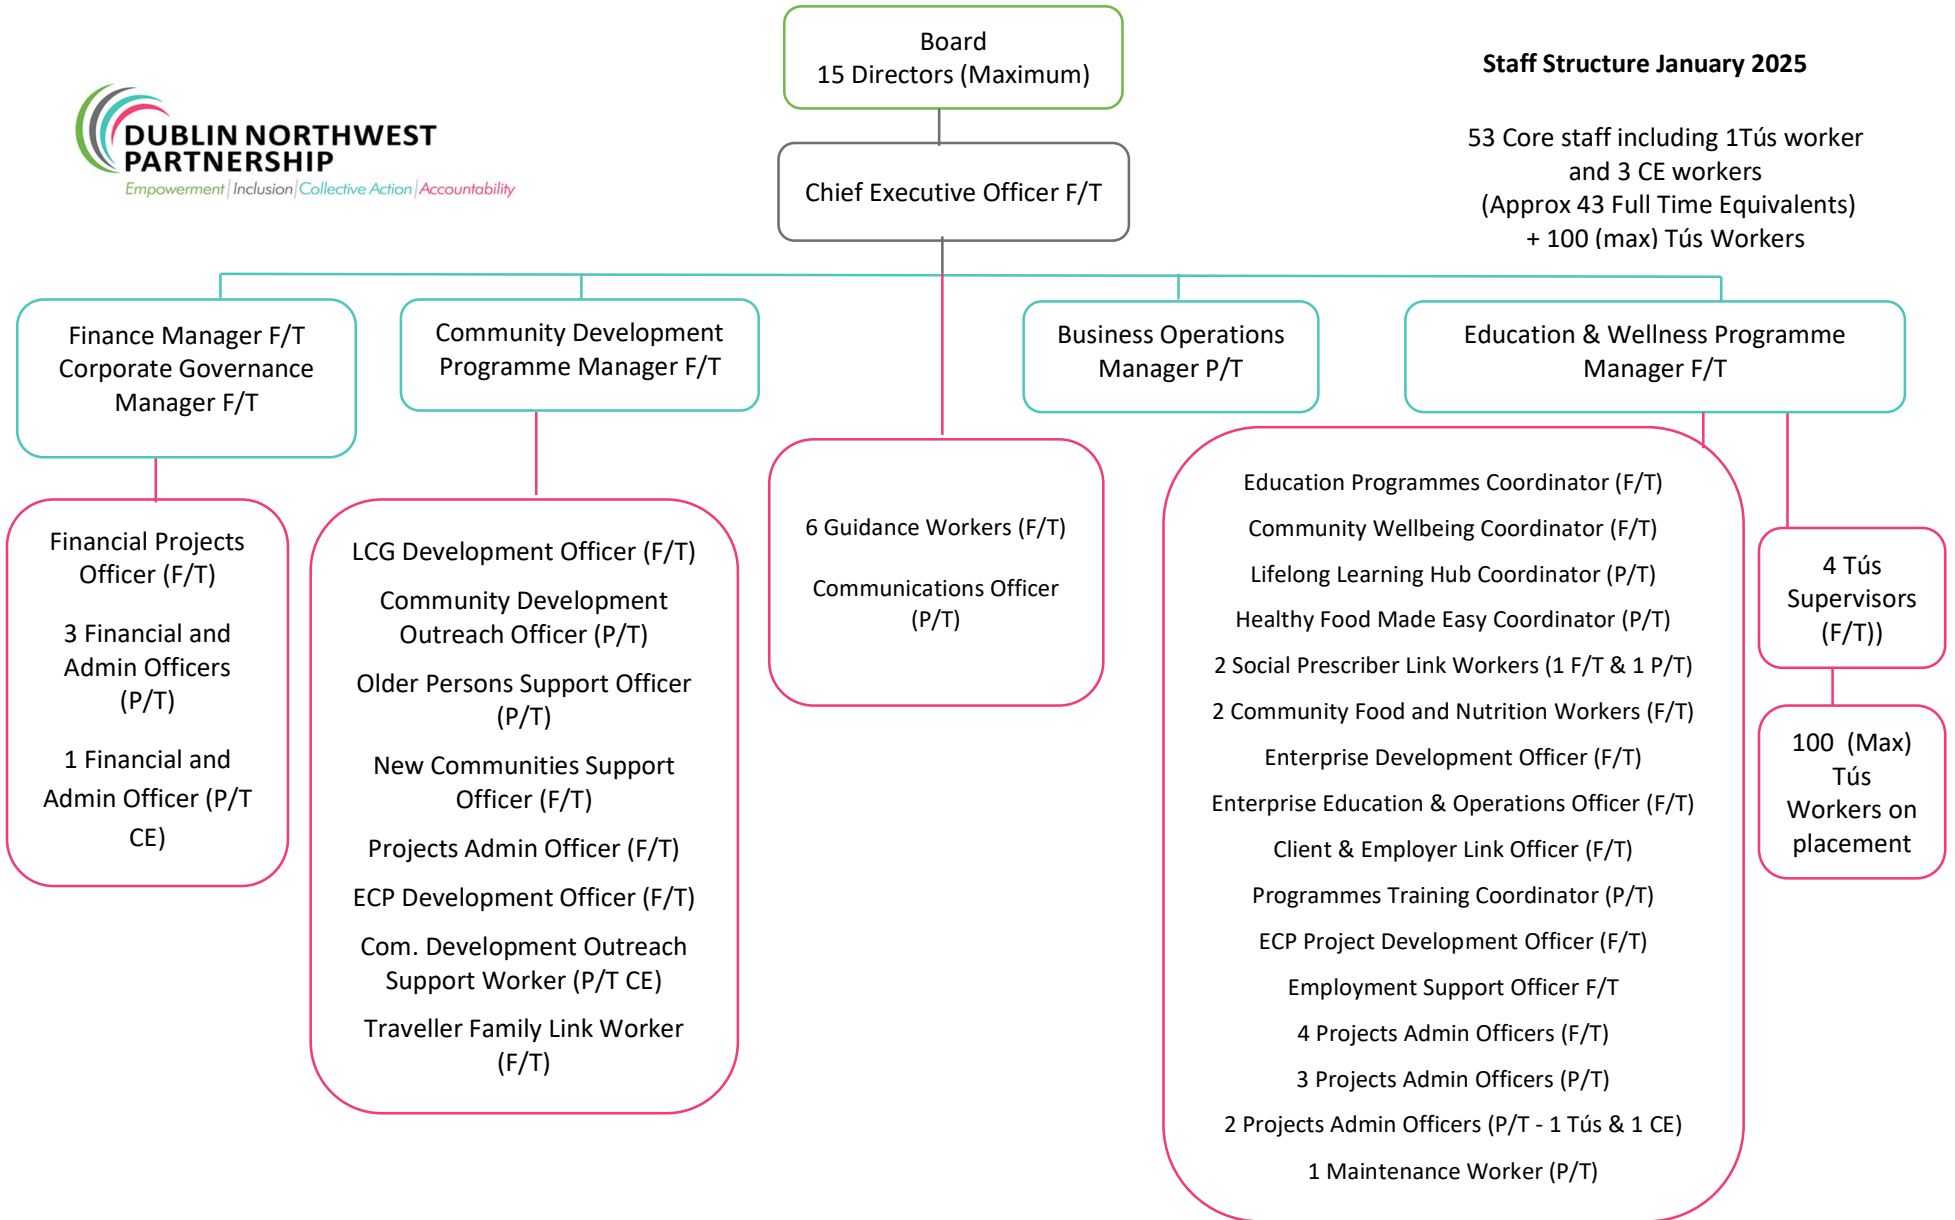 Board
15 Directors (Maximum)
Staff Structure January 2025
DUBLIN NORTHWEST
PARTNERSHIP
Empowerment | Inclusion | Collective Action | Accountability
53 Core staff including 1Tús worker
and 3 CE workers
(Approx 43 Full Time Equivalents)
+ 100 (max) Tús Workers
Chief Executive Officer F/T
Finance Manager F/T
Corporate Governance
Manager F/T
Community Development
Programme Manager F/T
Business Operations
Manager P/T
Education & Wellness Programme
Manager F/T
Financial Projects
Officer (F/T)
3 Financial and
Admin Officers
(P/T)
1 Financial and
Admin Officer (P/T
CE)
LCG Development Officer (F/T)
Community Development
Outreach Officer (P/T)
Older Persons Support Officer
(P/T)
New Communities Support
Officer (F/T)
Projects Admin Officer (F/T)
ECP Development Officer (F/T)
Com. Development Outreach
Support Worker (P/T CE)
Traveller Family Link Worker
(F/T)
6 Guidance Workers (F/T)
Communications Officer
(P/T)
Education Programmes Coordinator (F/T)
Community Wellbeing Coordinator (F/T)
Lifelong Learning Hub Coordinator (P/T)
Healthy Food Made Easy Coordinator (P/T)
2 Social Prescriber Link Workers (1 F/T & 1 P/T)
2 Community Food and Nutrition Workers (F/T)
Enterprise Development Officer (F/T)
Enterprise Education & Operations Officer (F/T)
Client & Employer Link Officer (F/T)
Programmes Training Coordinator (P/T)
ECP Project Development Officer (F/T)
Employment Support Officer F/T
4 Projects Admin Officers (F/T)
3 Projects Admin Officers (P/T)
2 Projects Admin Officers (P/T - 1 Tús & 1 CE)
1 Maintenance Worker (P/T)
4 Tús
Supervisors
(F/T))
100 (Max)
Tús
Workers on
placement